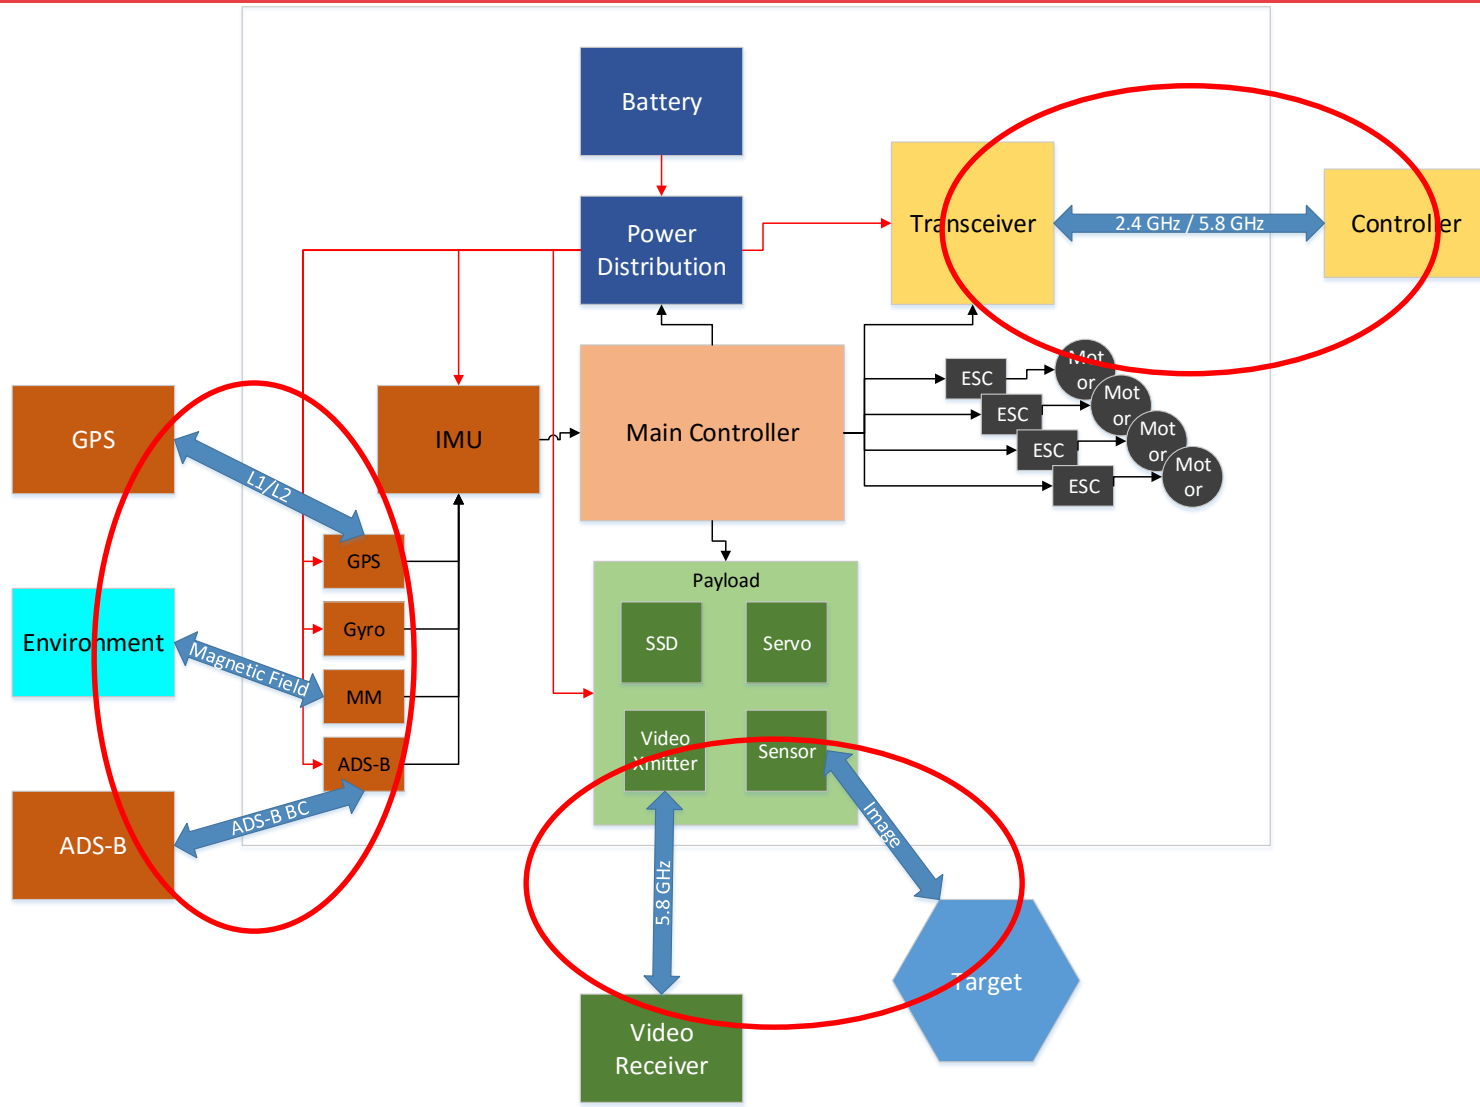 Battery
Power
Distribution
Transceiver
2.4 GHz / 5.8 GHz
Controller
GPS
L1/L2
IMU
Main Controller
ESC
Mot
or
ESC
Mot
or
ESC
Mot
or
ESC
Mot
or
GPS
Gyro
MM
ADS-B
Environment
Magnetic Field
ADS-B
ADS-B BC
Payload
SSD
Servo
Video
Xmitter
Sensor
5.8 GHz
Image
Target
Video
Receiver